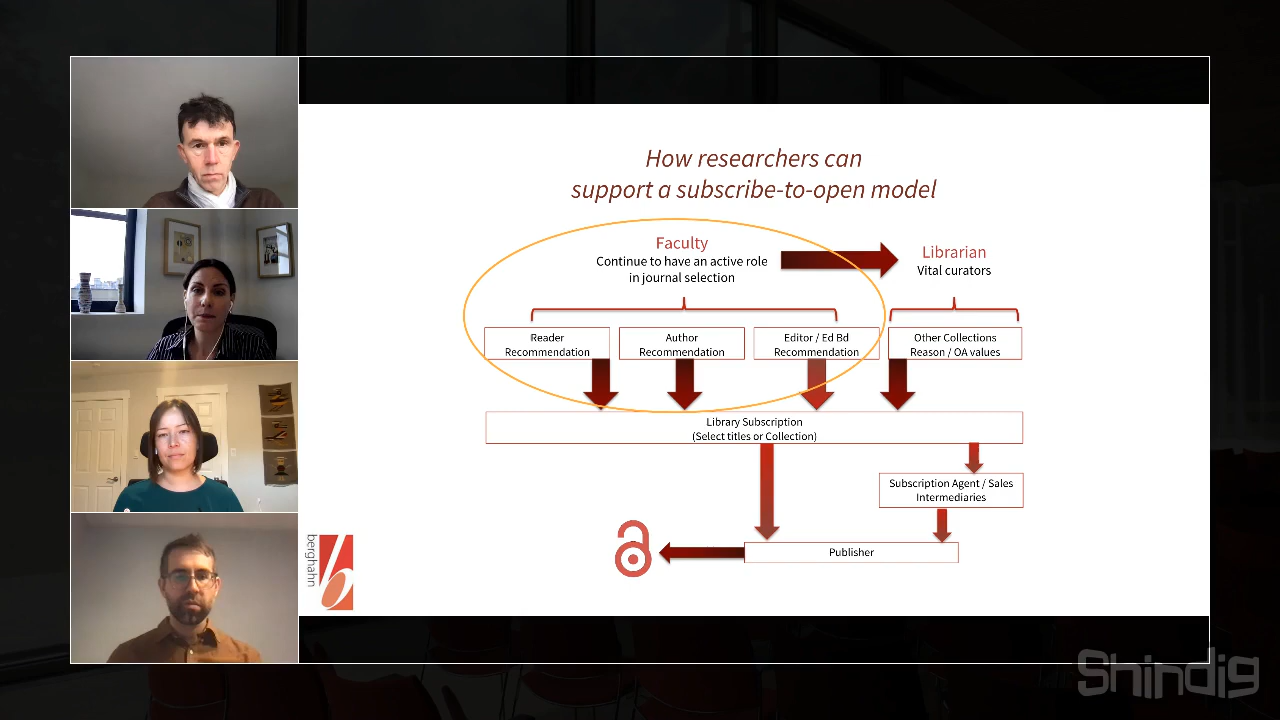 How researchers can
support a subscribe-to-open model
Faculty
Continue to have an active role
in journal selection
Librarian
Vital curators
Reader
Recommendation
Author
Recommendation
Editor / Ed Bd
Recommendation
Other Collections
Reason / OA values
Library Subscription
(Select titles or Collection)
Subscription Agent / Sales
Intermediaries
Publisher
berghahn
b
Shindig